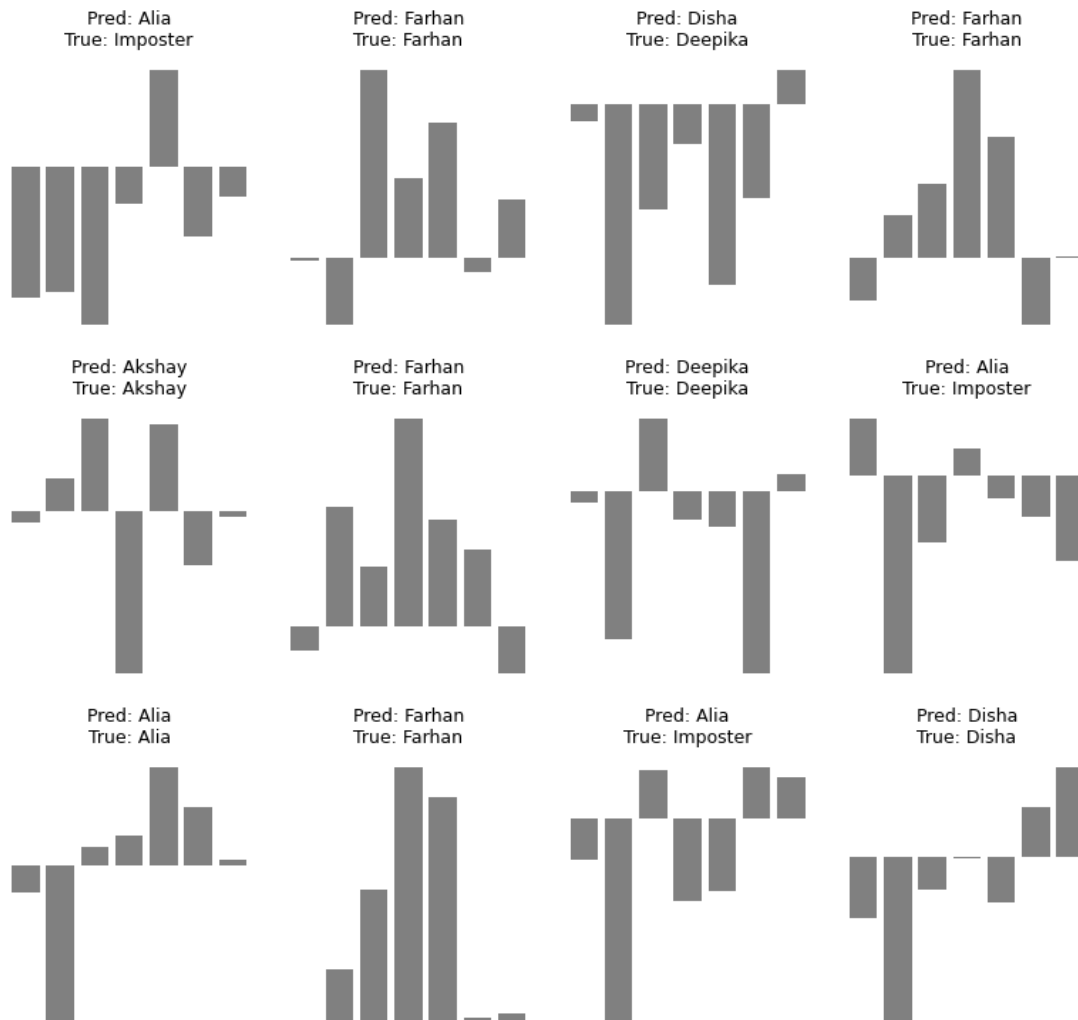 Pred: Alia
True: Imposter
Pred: Farhan
True: Farhan
Pred: Disha
True: Deepika
Pred: Farhan
True: Farhan
Pred: Akshay
True: Akshay
Pred: Farhan
True: Farhan
Pred: Deepika
True: Deepika
Pred: Alia
True: Imposter
Pred: Alia
True: Alia
Pred: Farhan
True: Farhan
Pred: Alia
True: Imposter
Pred: Disha
True: Disha